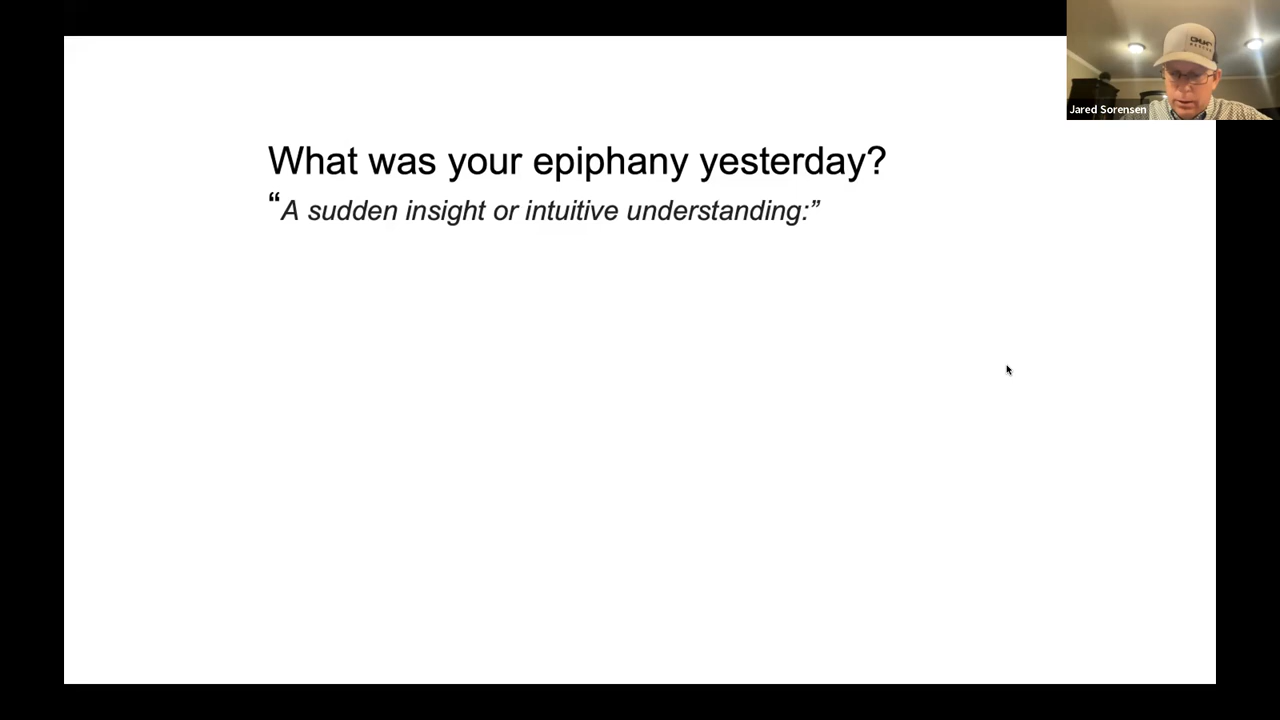 What was your epiphany yesterday?
“A sudden insight or intuitive understanding:”
Jared Sorensen